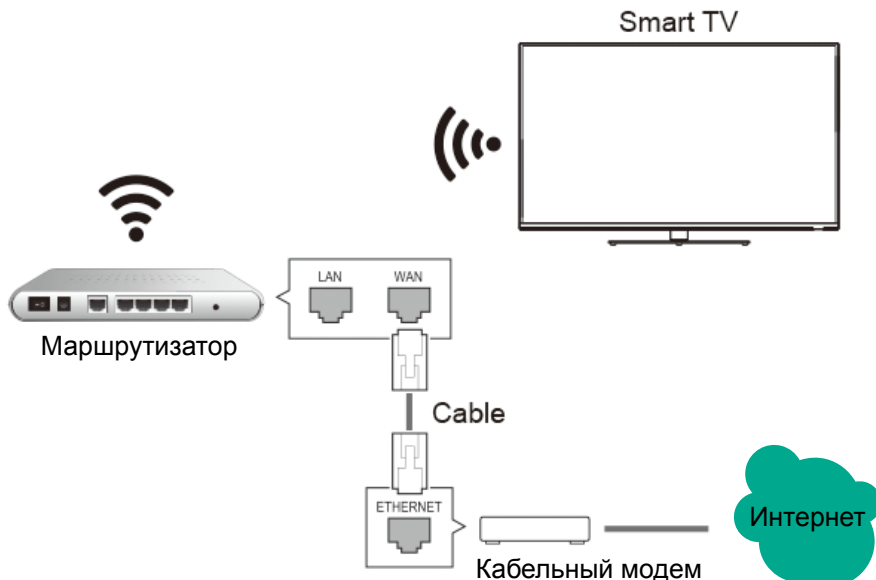 Smart TV
LAN
WAN
Маршрутизатор
Cable
ETHERNET
Интернет
Кабельный модем